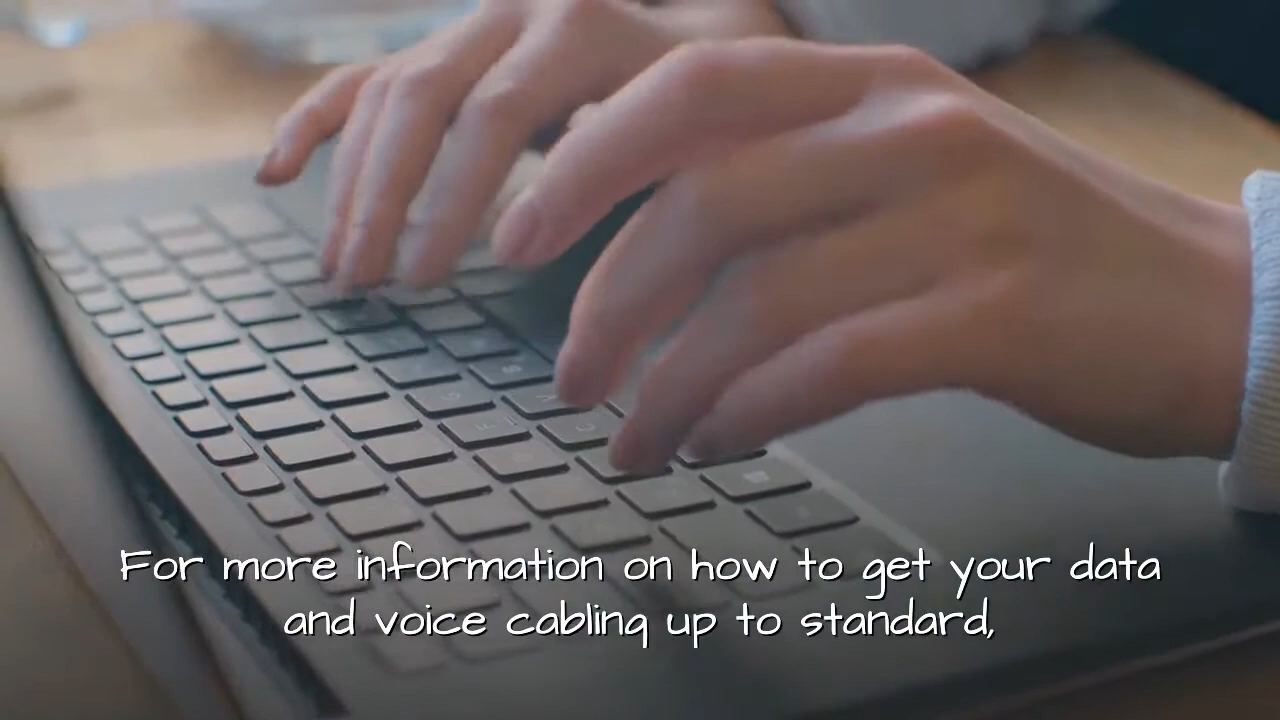 For more information on how to get your data
and voice cabling up to standard,